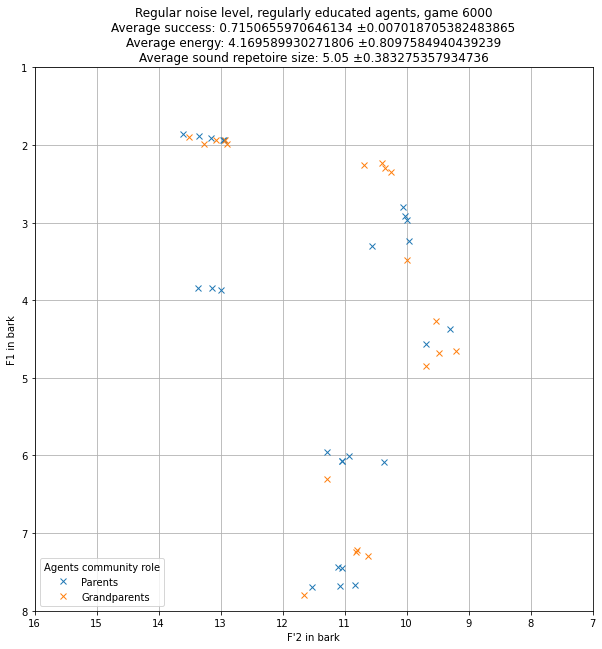 Regular noise level, regularly educated agents, game 6000
Average success: 0.7150655970646134 ±0.007018705382483865
Average energy: 4.169589930271806 ±0.8097584940439239
Average sound repetoire size: 5.05 ±0.383275357934736
1
2
3
4
5
6
7
8
F1 in bark
Agents community role
Parents
Grandparents
16 15 14 13 12 11 10 9 8 7
F'2 in bark